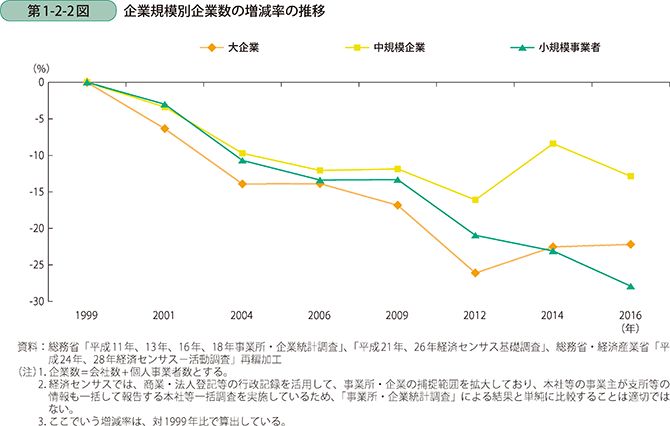 第1-2-2図 企業規模別企業数の増減率の推移
大企業 中規模企業 小規模事業者
(%)
0
-5
-10
-15
-20
-25
-30
1999 2001 2004 2006 2009 2012 2014 2016
(年)
資料:総務省「平成11年、13年、16年、18年事業所・企業統計調査」、「平成21年、26年経済センサス基礎調査」、総務省・経済産業省「平
成24年、28年経済センサス-活動調査」再編加工
(注)1. 企業数=会社数+個人事業者数とする。
2. 経済センサスでは、商業・法人登記等の行政記録を活用して、事業所・企業の捕捉範囲を拡大しており、本社等の事業主が支所等の
情報も一括して報告する本社等一括調査を実施しているため、「事業所・企業統計調査」による結果と単純に比較することは適切では
ない。
3. ここでいう増減率は、対1999年比で算出している。